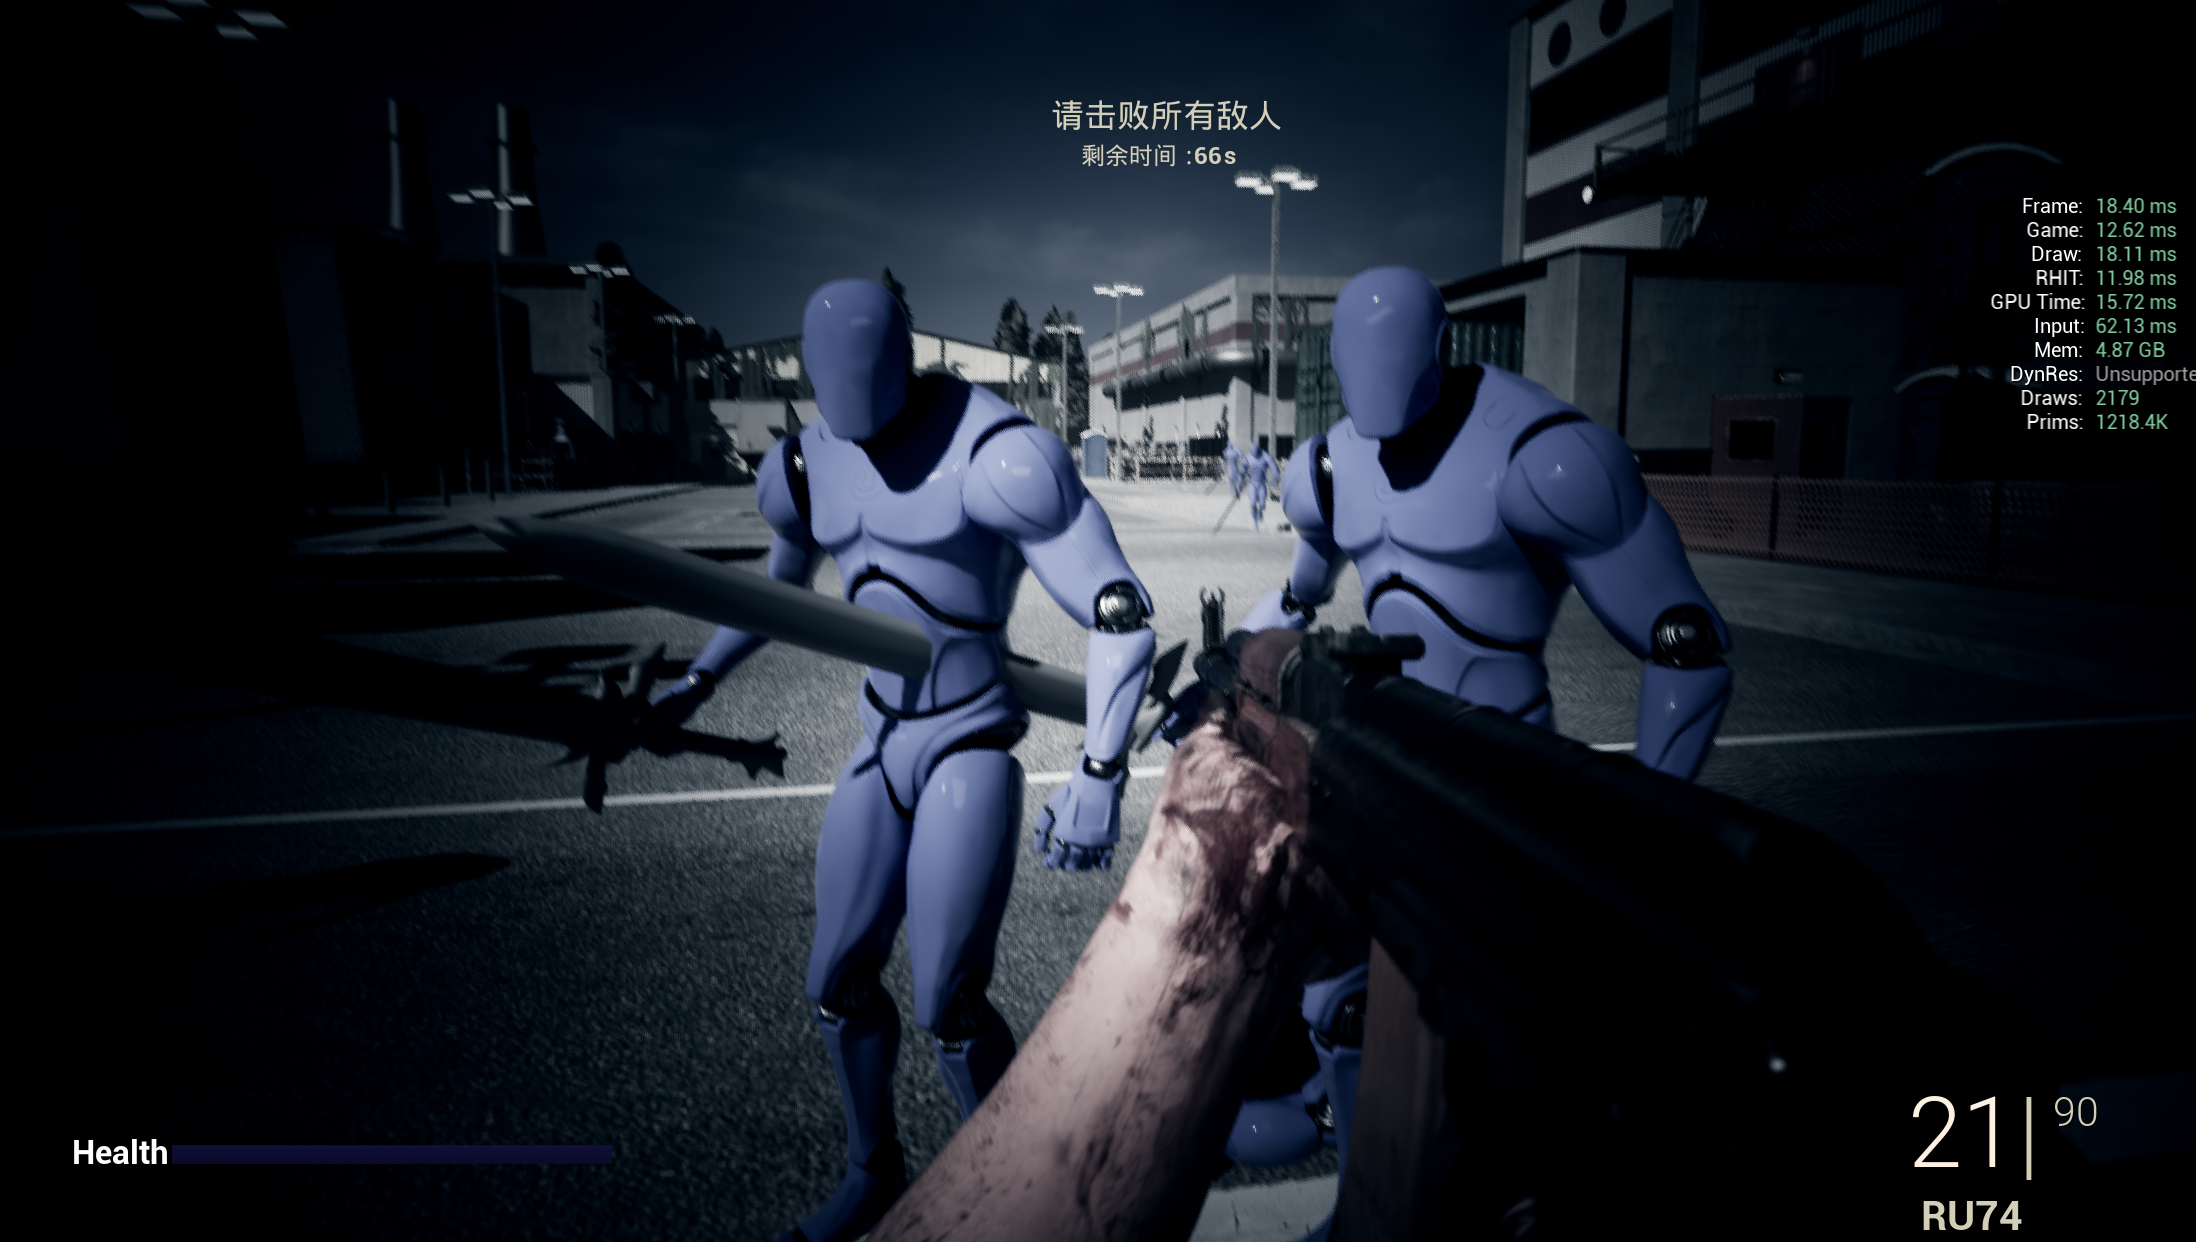 请击败所有敌人
剩余时间 :66s
Frame: 18.40 ms
Game: 12.62 ms
Draw: 18.11 ms
RHIT: 11.98 ms
GPU Time: 15.72 ms
Input: 62.13 ms
Mem: 4.87 GB
DynRes: Unsupporte
Draws: 2179
Prims: 1218.4K
Health
21 | 90
RU74